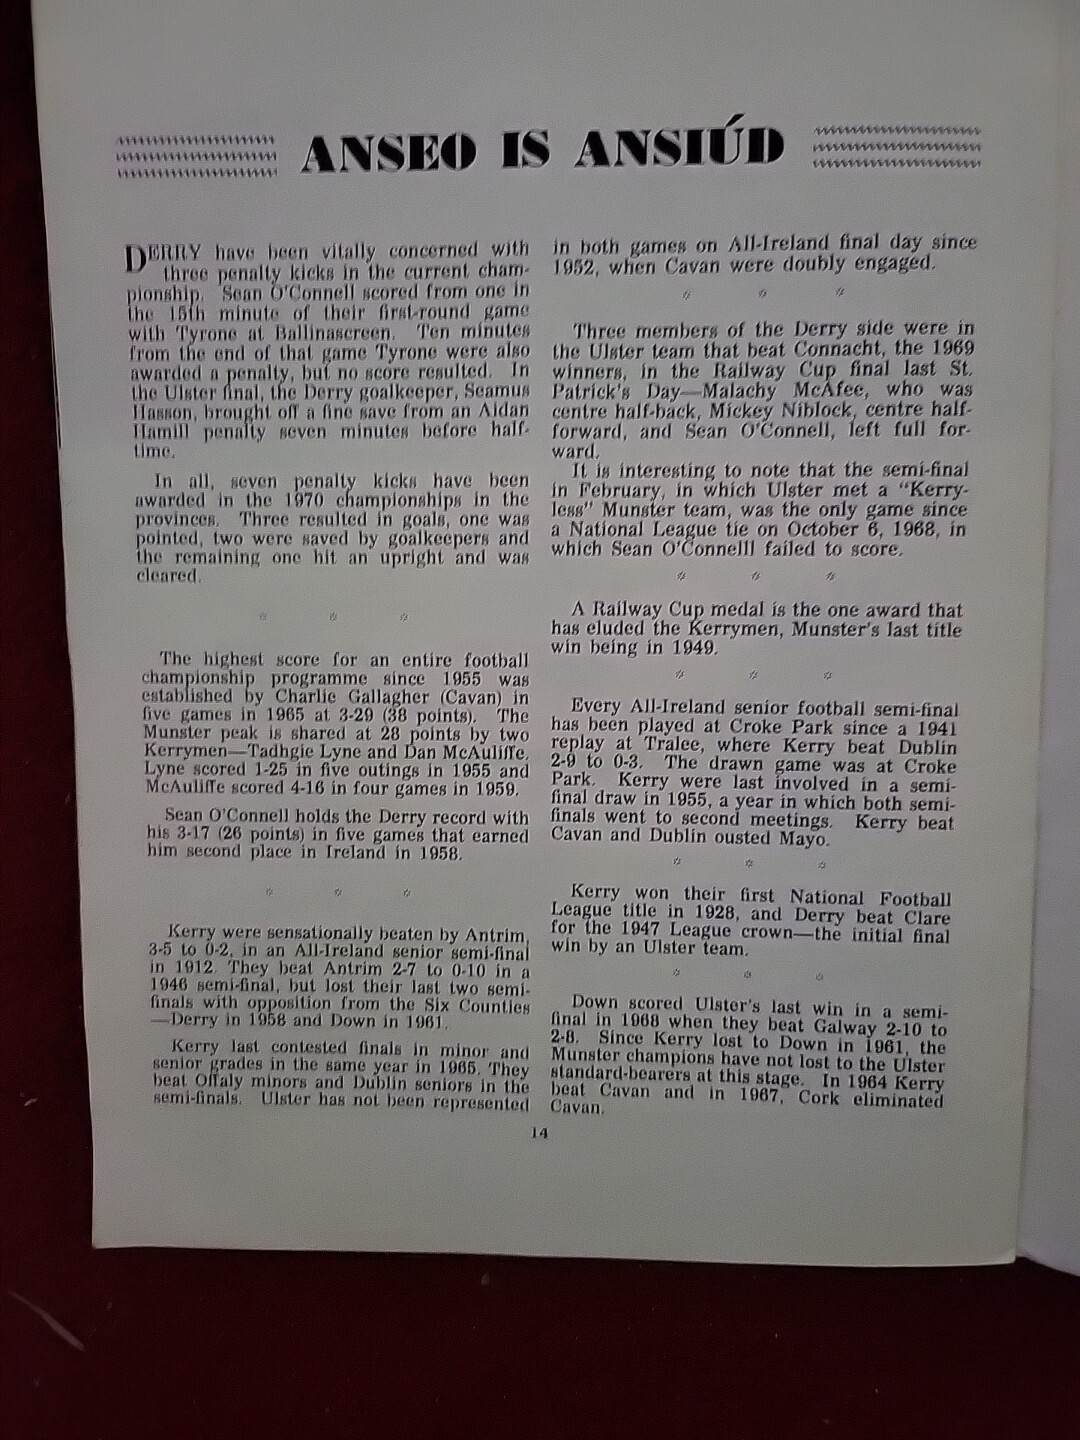 ANSEO IS ANSIÚD
DERRY have been vitally concerned with
three penalty kicks in the current cham-
pionship. Sean O'Connell scored from one in
the 15th minute of their first-round game
with Tyrone at Ballinascreen. Ten minutes
from the end of that game Tyrone were also
awarded a penalty, but no score resulted. In
the Ulster final, the Derry goalkeeper, Seamus
Hasson, brought off a fine save from an Aidan
Hamill penalty seven minutes before half-
time.
In all, seven penalty kicks have been
awarded in the 1970 championships in the
provinces. Three resulted in goals, one was
pointed, two were saved by goalkeepers and
the remaining one hit an upright and was
cleared.
* * *
The highest score for an entire football
championship programme since 1955 was
established by Charlie Gallagher (Cavan) in
five games in 1965 at 3-29 (38 points). The
Munster peak is shared at 28 points by two
Kerrymen—Tadhgie Lyne and Dan McAuliffe.
Lyne scored 1-25 in five outings in 1955 and
McAuliffe scored 4-16 in four games in 1959.
Sean O'Connell holds the Derry record with
his 3-17 (26 points) in five games that earned
him second place in Ireland in 1958.
* * *
Kerry were sensationally beaten by Antrim,
3-5 to 0-2, in an All-Ireland senior semi-final
in 1912. They beat Antrim 2-7 to 0-10 in a
1946 semi-final, but lost their last two semi-
finals with opposition from the Six Counties
—Derry in 1958 and Down in 1961.
Kerry last contested finals in minor and
senior grades in the same year in 1965. They
beat Offaly minors and Dublin seniors in the
semi-finals. Ulster has not been represented
in both games on All-Ireland final day since
1952, when Cavan were doubly engaged.
* * *
Three members of the Derry side were in
the Ulster team that beat Connacht, the 1969
winners, in the Railway Cup final last St.
Patrick's Day—Malachy McAfee, who was
centre half-back, Mickey Niblock, centre half-
forward, and Sean O'Connell, left full for-
ward.
It is interesting to note that the semi-final
in February, in which Ulster met a "Kerry-
less" Munster team, was the only game since
a National League tie on October 6, 1968, in
which Sean O'Connelll failed to score.
* * *
A Railway Cup medal is the one award that
has eluded the Kerrymen, Munster's last title
win being in 1949.
* * *
Every All-Ireland senior football semi-final
has been played at Croke Park since a 1941
replay at Tralee, where Kerry beat Dublin
2-9 to 0-3. The drawn game was at Croke
Park. Kerry were last involved in a semi-
final draw in 1955, a year in which both semi-
finals went to second meetings. Kerry beat
Cavan and Dublin ousted Mayo.
* * *
Kerry won their first National Football
League title in 1928, and Derry beat Clare
for the 1947 League crown—the initial final
win by an Ulster team.
* * *
Down scored Ulster's last win in a semi-
final in 1968 when they beat Galway 2-10 to
2-8. Since Kerry lost to Down in 1961, the
Munster champions have not lost to the Ulster
standard-bearers at this stage. In 1964 Kerry
beat Cavan and in 1967, Cork eliminated
Cavan.
14